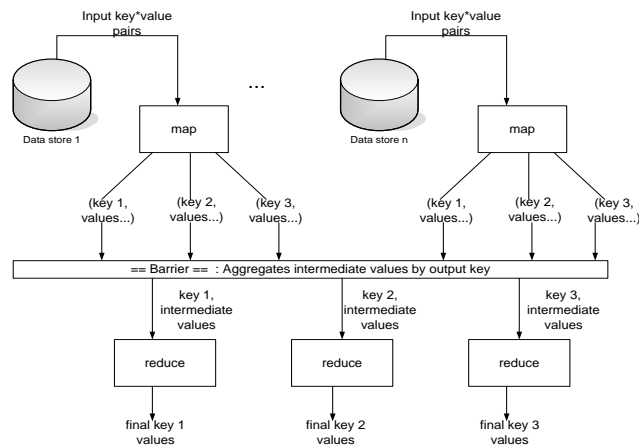 Input key*value
pairs
Input key*value
pairs
...
Data store 1
map
Data store n
map
(key 1,
values...)
(key 2,
values...)
(key 3,
values...)
(key 1,
values...)
(key 2,
values...)
(key 3,
values...)
== Barrier == : Aggregates intermediate values by output key
key 1,
intermediate
values
key 2,
intermediate
values
key 3,
intermediate
values
reduce
reduce
reduce
final key 1
values
final key 2
values
final key 3
values